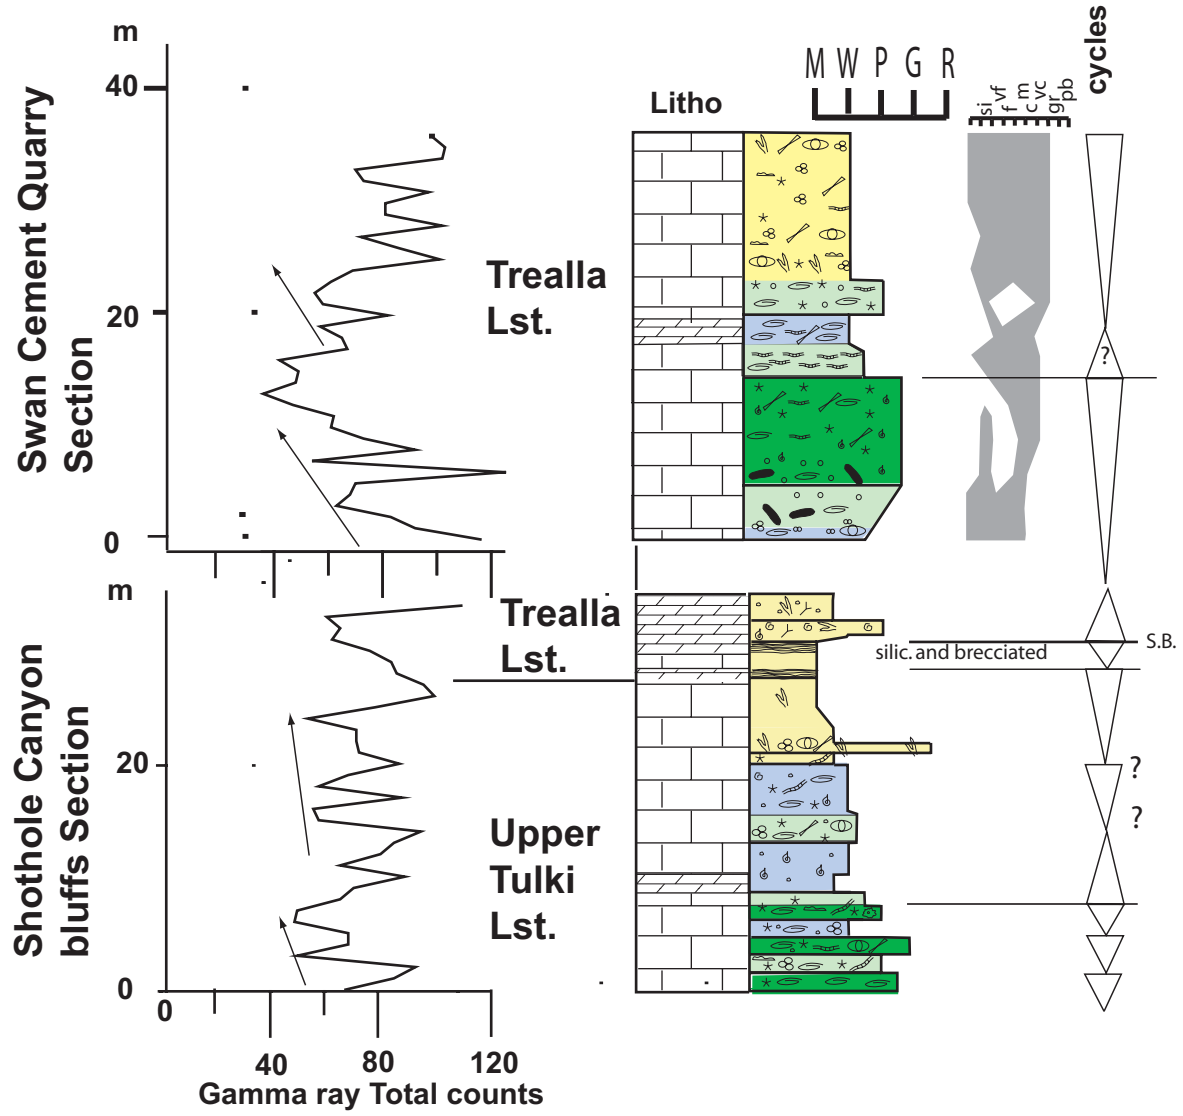 m
40
20
0
Swan Cement Quarry
Section
Trealla
Lst.
Litho
M W P G R
si
vf
f
m
c
vc
gr
pb
cycles
?
m
20
0
Shothole Canyon
bluffs Section
Trealla
Lst.
Upper
Tulki
Lst.
silic. and brecciated
S.B.
?
?
0
40
80
120
Gamma ray Total counts